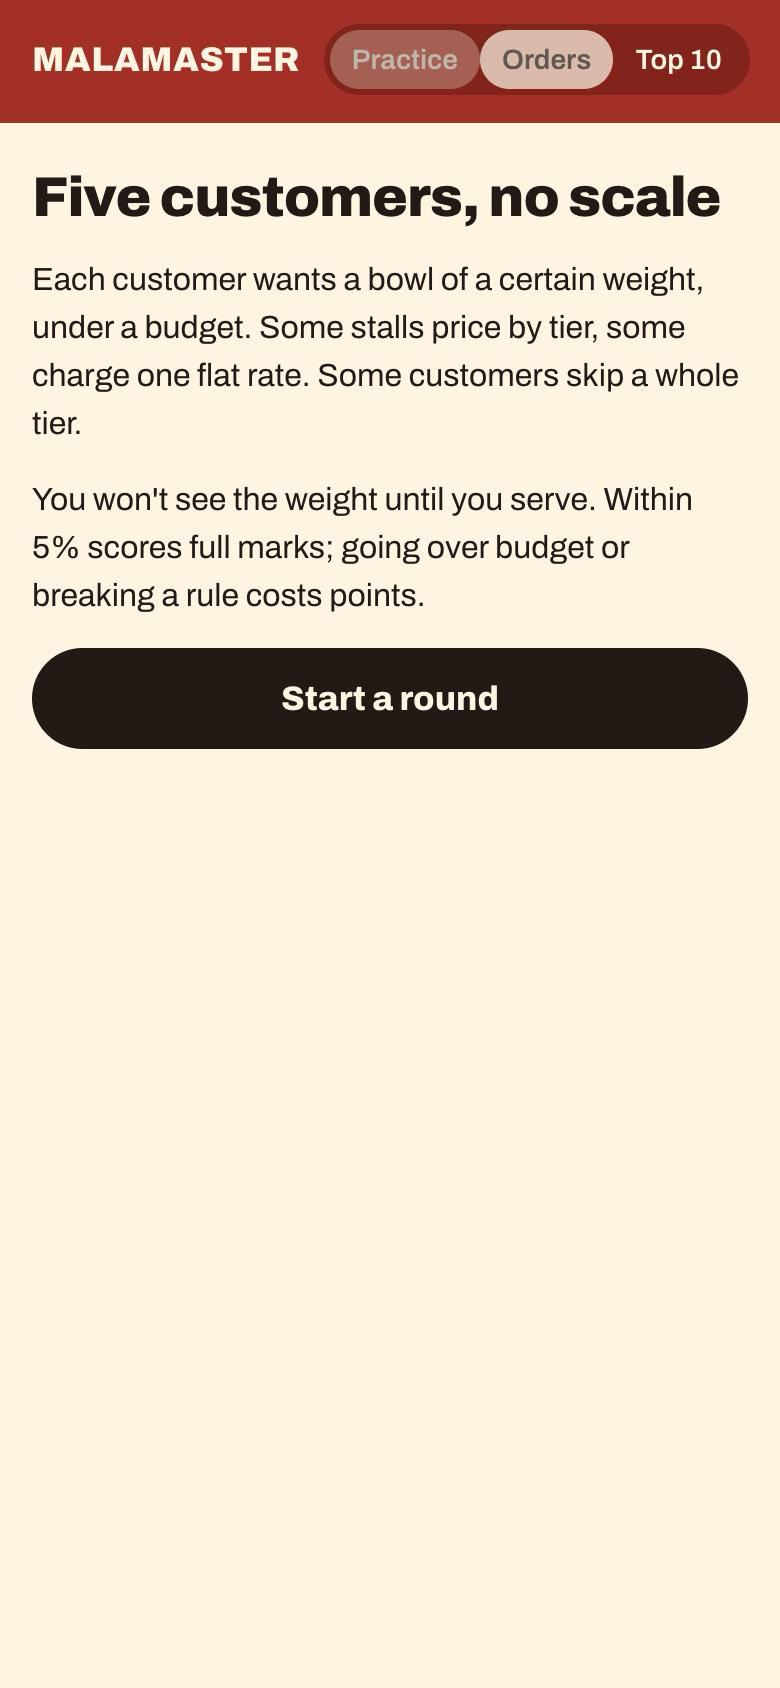 MALAMASTER Practice Orders Top 10
Five customers, no scale
Each customer wants a bowl of a certain weight,
under a budget. Some stalls price by tier, some
charge one flat rate. Some customers skip a whole
tier.
You won't see the weight until you serve. Within
5% scores full marks; going over budget or
breaking a rule costs points.
Start a round